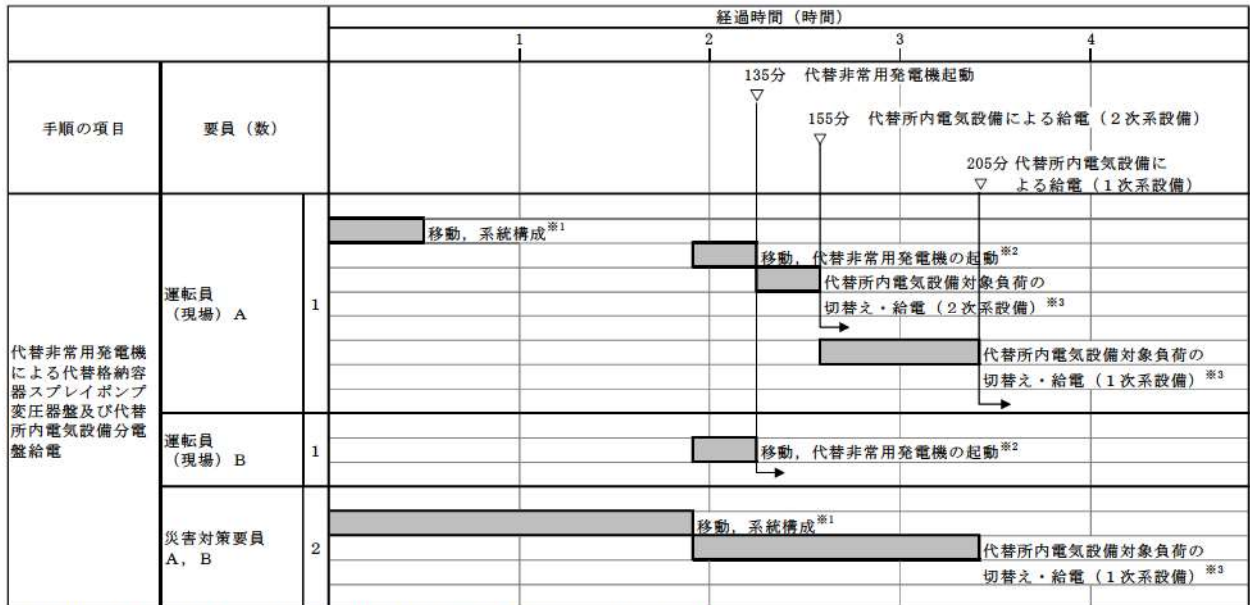 経過時間（時間）
1
2
3
4
手順の項目
要員（数）
135分　代替非常用発電機起動
▽
155分　代替所内電気設備による給電（２次系設備）
▽
205分 代替所内電気設備に
▽　よる給電（１次系設備）
代替非常用発電機
による代替格納容
器スプレイポンプ
変圧器盤及び代替
所内電気設備分電
盤給電
運転員
（現場）Ａ
1
移動，系統構成※1
移動，代替非常用発電機の起動※2
代替所内電気設備対象負荷の
切替え・給電（２次系設備）※3
代替所内電気設備対象負荷の
切替え・給電（１次系設備）※3
運転員
（現場）Ｂ
1
移動，代替非常用発電機の起動※2
災害対策要員
Ａ，Ｂ
2
移動，系統構成※1
代替所内電気設備対象負荷の
切替え・給電（１次系設備）※3